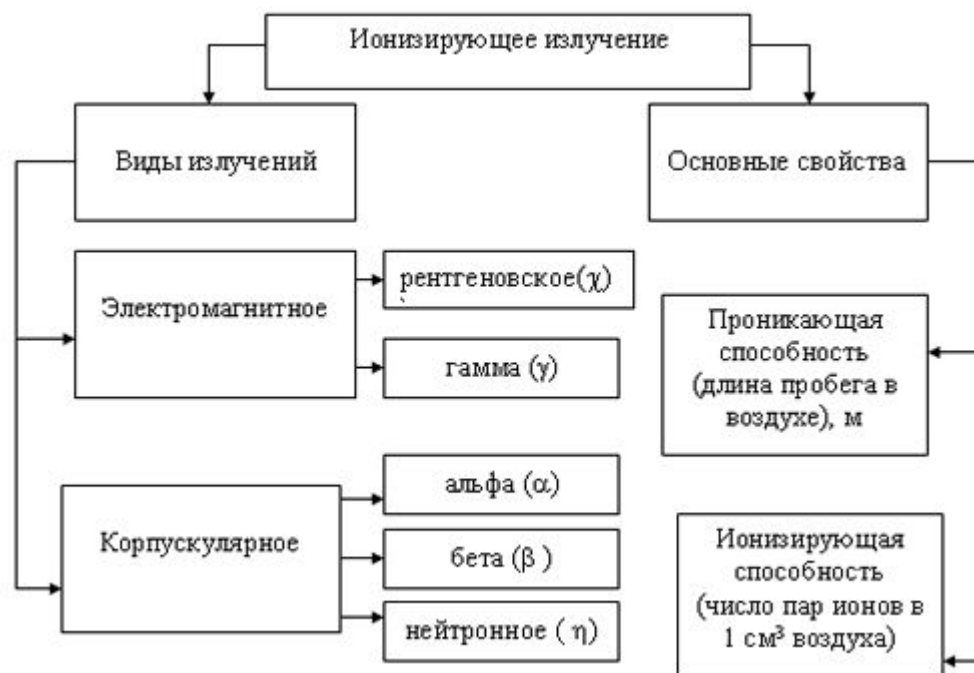 Ионизирующее излучение
Виды излучений
Основные свойства
Электромагнитное
рентгеновское(χ)
гамма (γ)
Проникающая
способность
(длина пробега в
воздухе), м
Корпускулярное
альфа (α)
бета (β )
нейтронное ( η)
Ионизирующая
способность
(число пар ионов в
1 см³ воздуха)